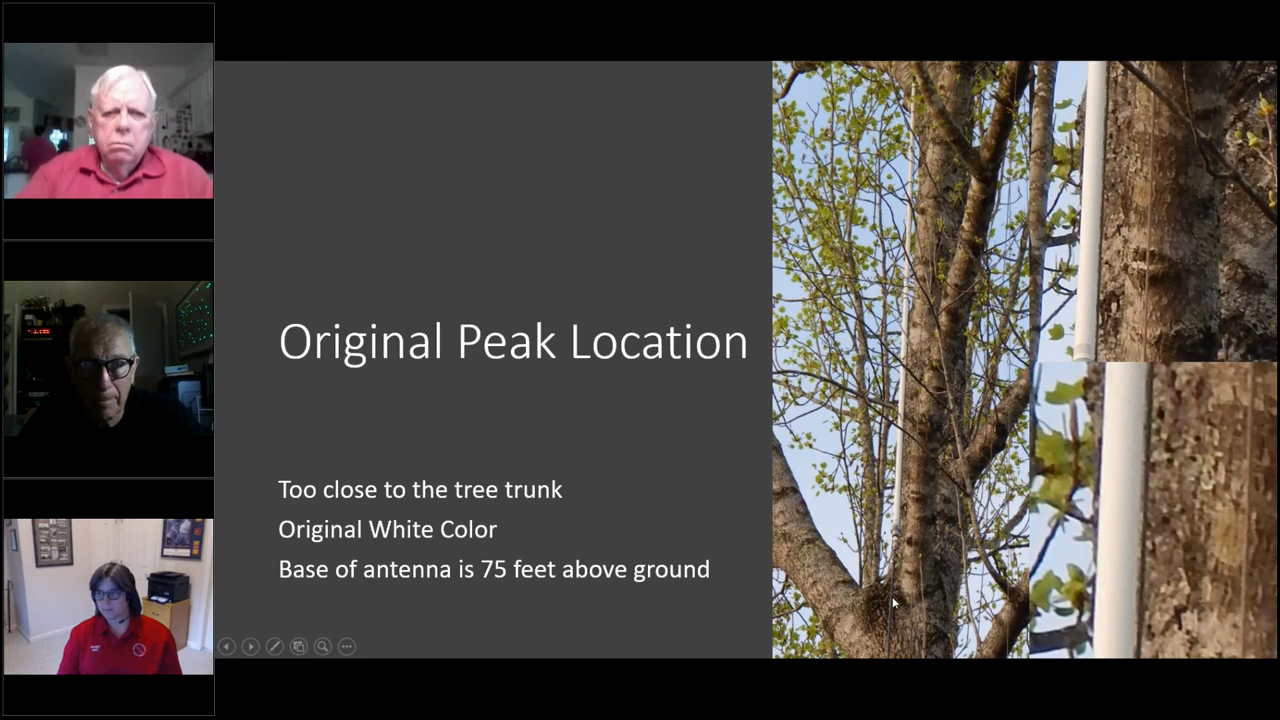 Original Peak Location
Too close to the tree trunk
Original White Color
Base of antenna is 75 feet above ground